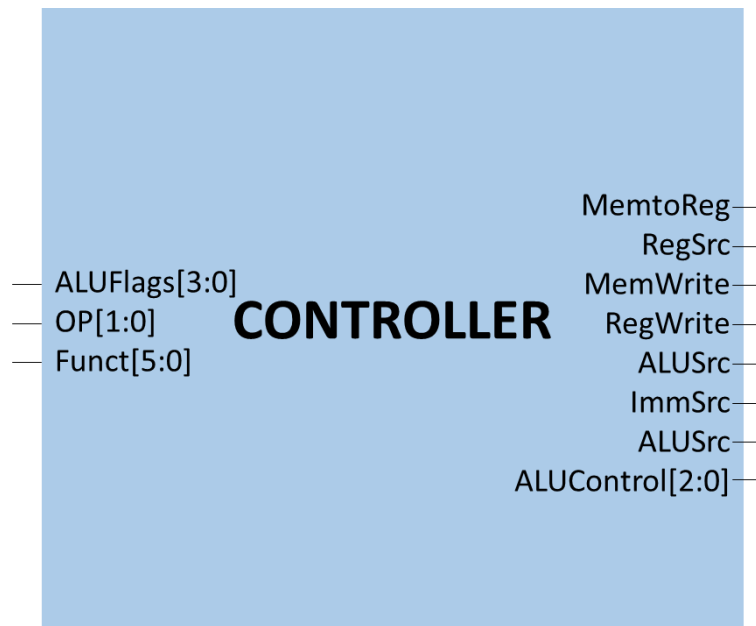 ALUFlags[3:0]
OP[1:0]
Funct[5:0]
CONTROLLER
MemtoReg
RegSrc
MemWrite
RegWrite
ALUSrc
ImmSrc
ALUSrc
ALUControl[2:0]